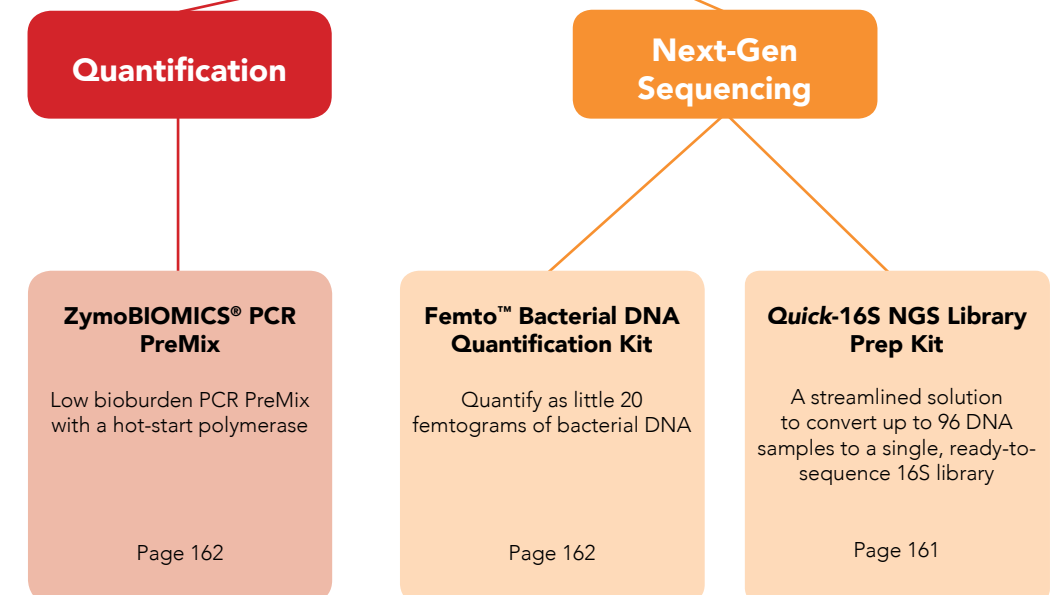 Quantification
Next-Gen
Sequencing
ZymoBIOMICS® PCR
PreMix
Low bioburden PCR PreMix
with a hot-start polymerase
Page 162
Femto™ Bacterial DNA
Quantification Kit
Quantify as little 20
femtograms of bacterial DNA
Page 162
Quick-16S NGS Library
Prep Kit
A streamlined solution
to convert up to 96 DNA
samples to a single, ready-to-
sequence 16S library
Page 161